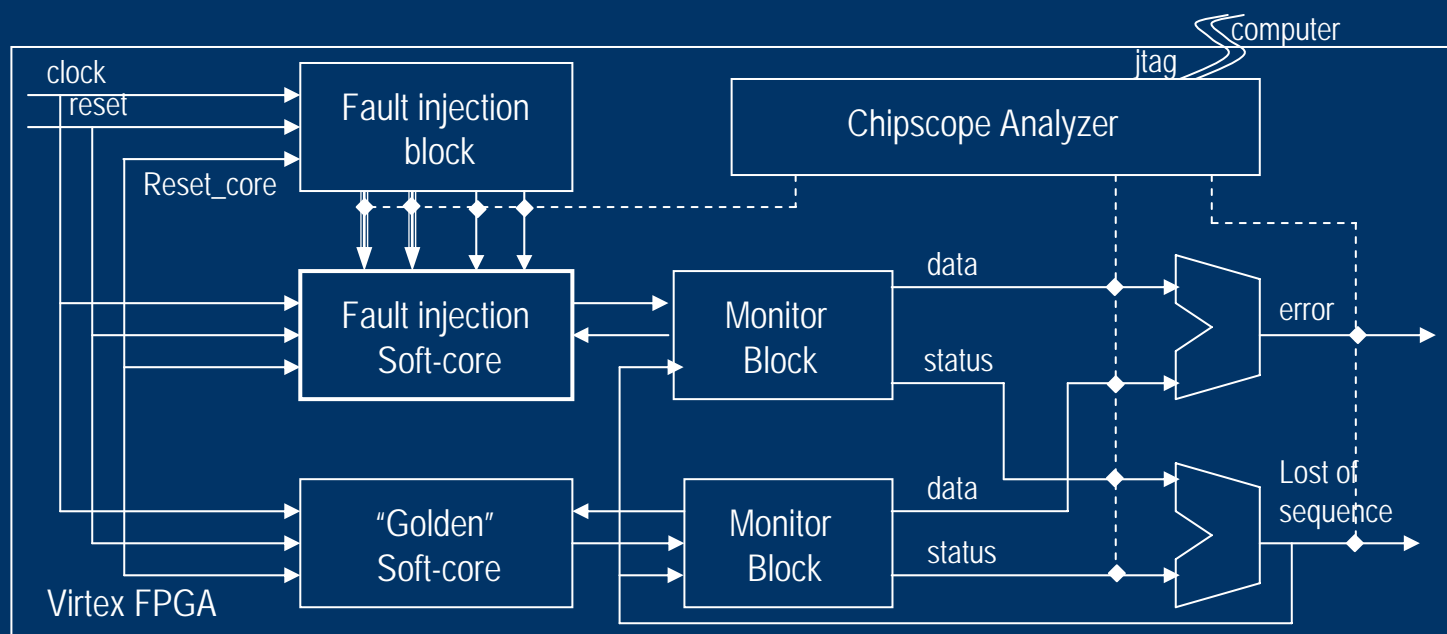 computer
jtag
clock
reset
Reset_core
Fault injection
block
Chipscope Analyzer
Fault injection
Soft-core
Monitor
Block
data
status
error
“Golden”
Soft-core
Monitor
Block
data
status
Lost of
sequence
Virtex FPGA